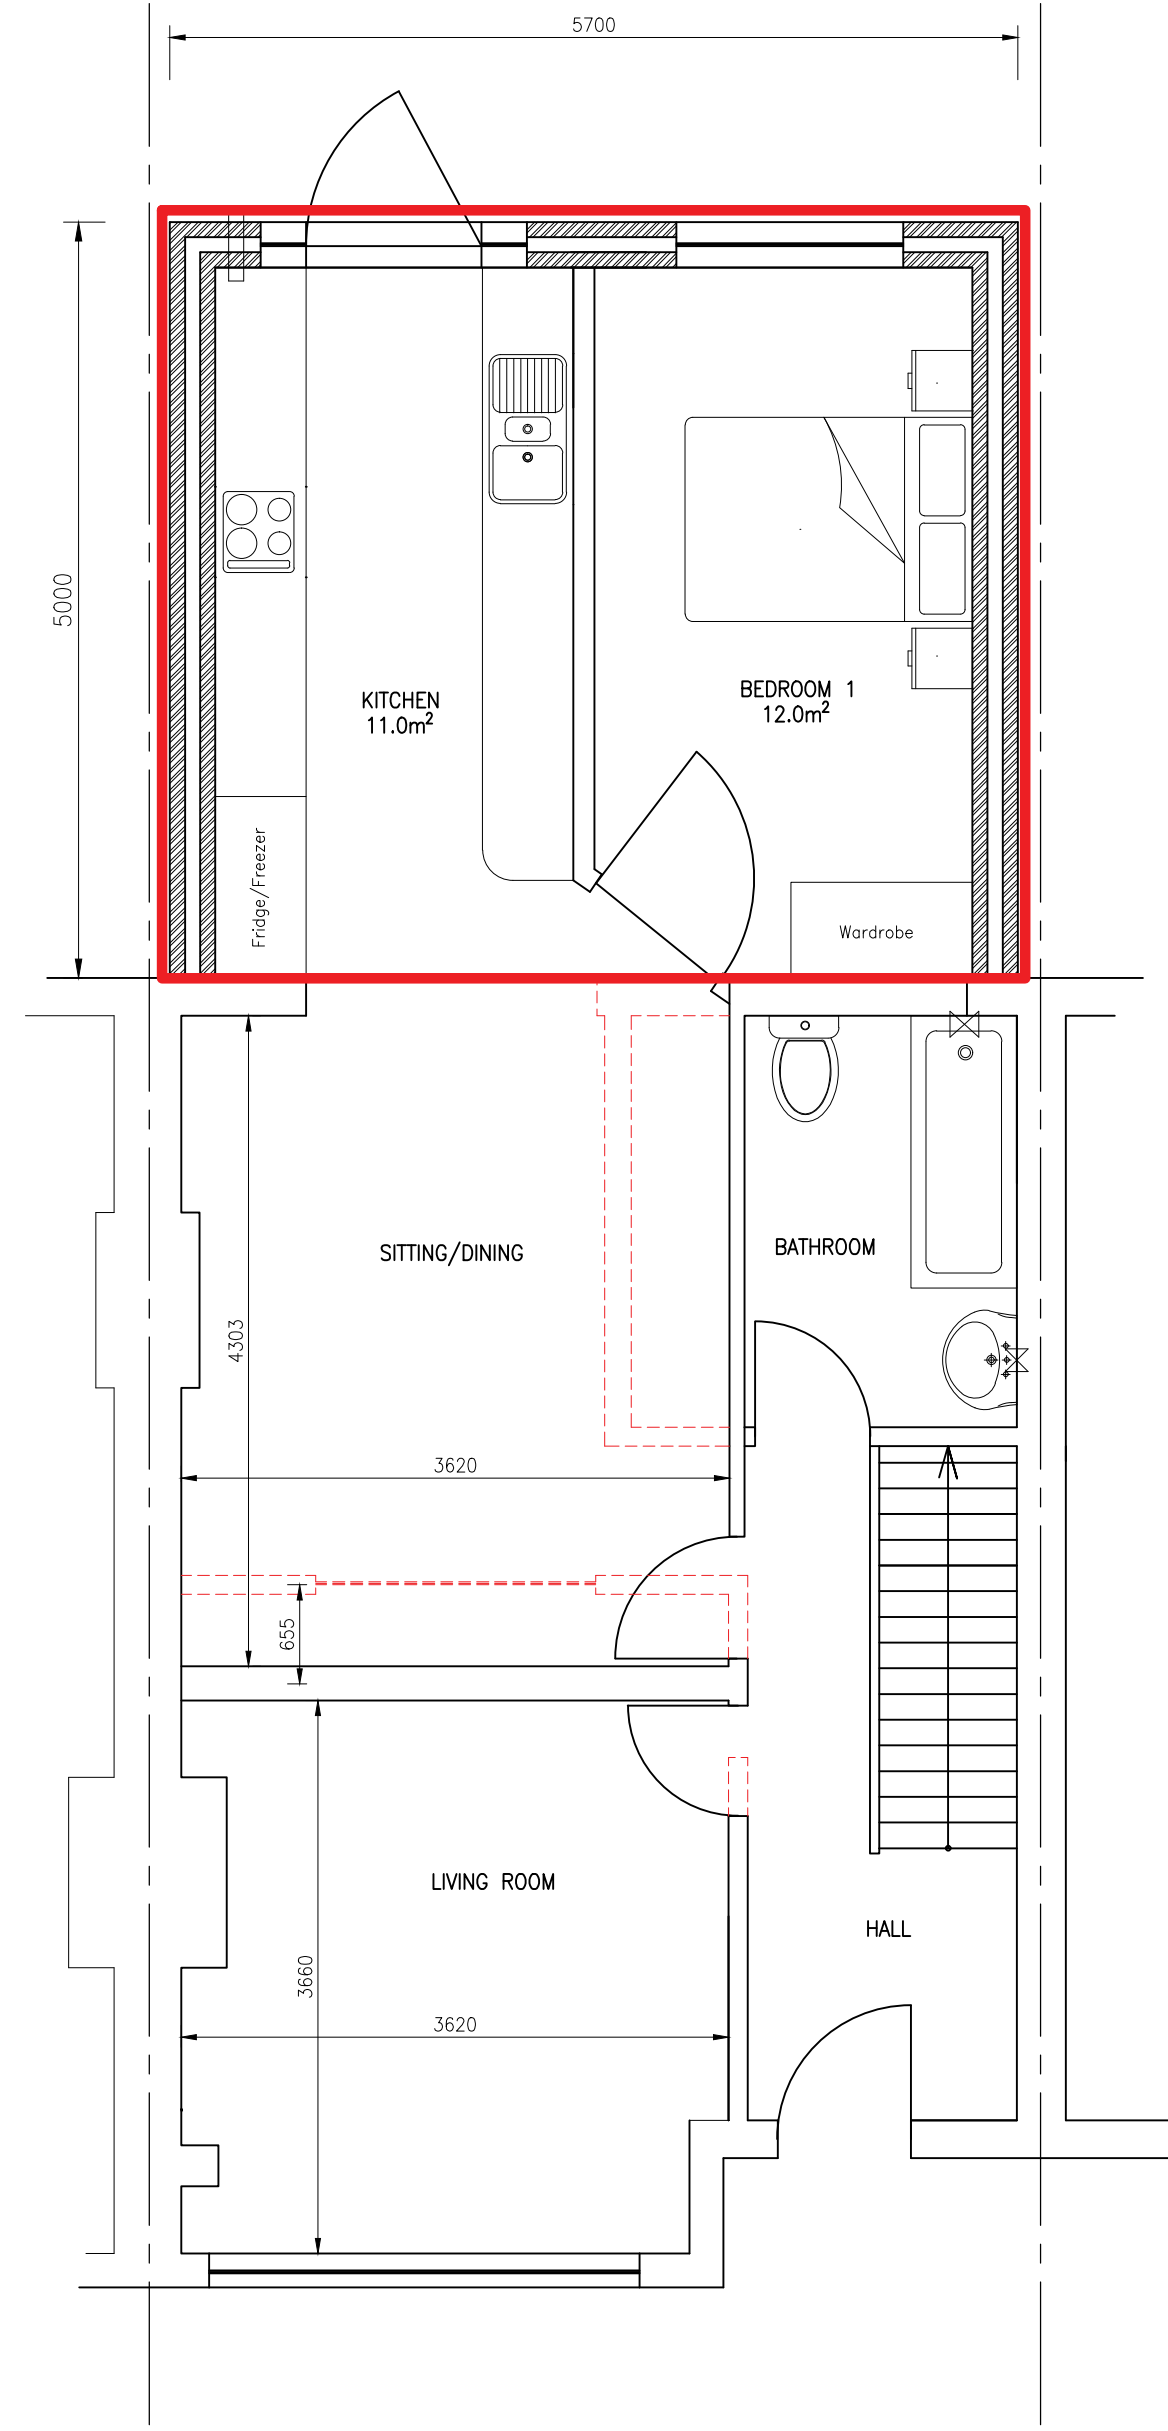 5700
5000
KITCHEN
11.0m²
BEDROOM 1
12.0m²
Fridge/Freezer
Wardrobe
SITTING/DINING
BATHROOM
4303
3620
655
LIVING ROOM
HALL
3660
3620